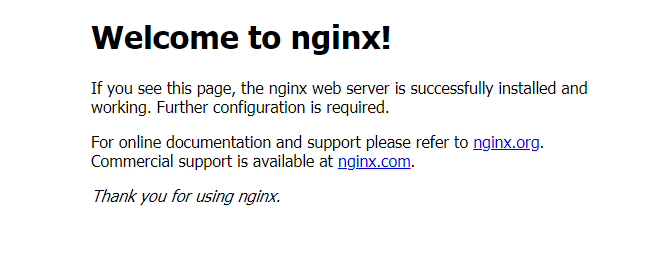 Welcome to nginx!
If you see this page, the nginx web server is successfully installed and
working. Further configuration is required.
For online documentation and support please refer to nginx.org.
Commercial support is available at nginx.com.
Thank you for using nginx.